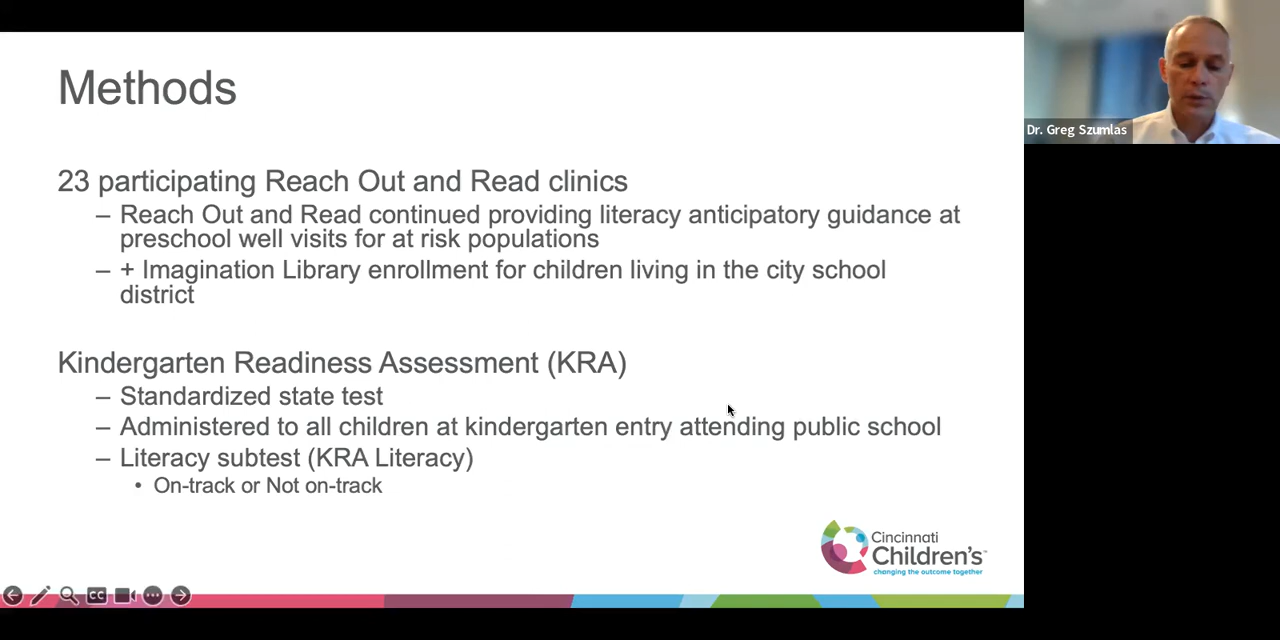 Methods
23 participating Reach Out and Read clinics
– Reach Out and Read continued providing literacy anticipatory guidance at
preschool well visits for at risk populations
– + Imagination Library enrollment for children living in the city school
district
Kindergarten Readiness Assessment (KRA)
– Standardized state test
– Administered to all children at kindergarten entry attending public school
– Literacy subtest (KRA Literacy)
• On-track or Not on-track
Cincinnati
Children's™
changing the outcome together
CC
Dr. Greg Szumlas